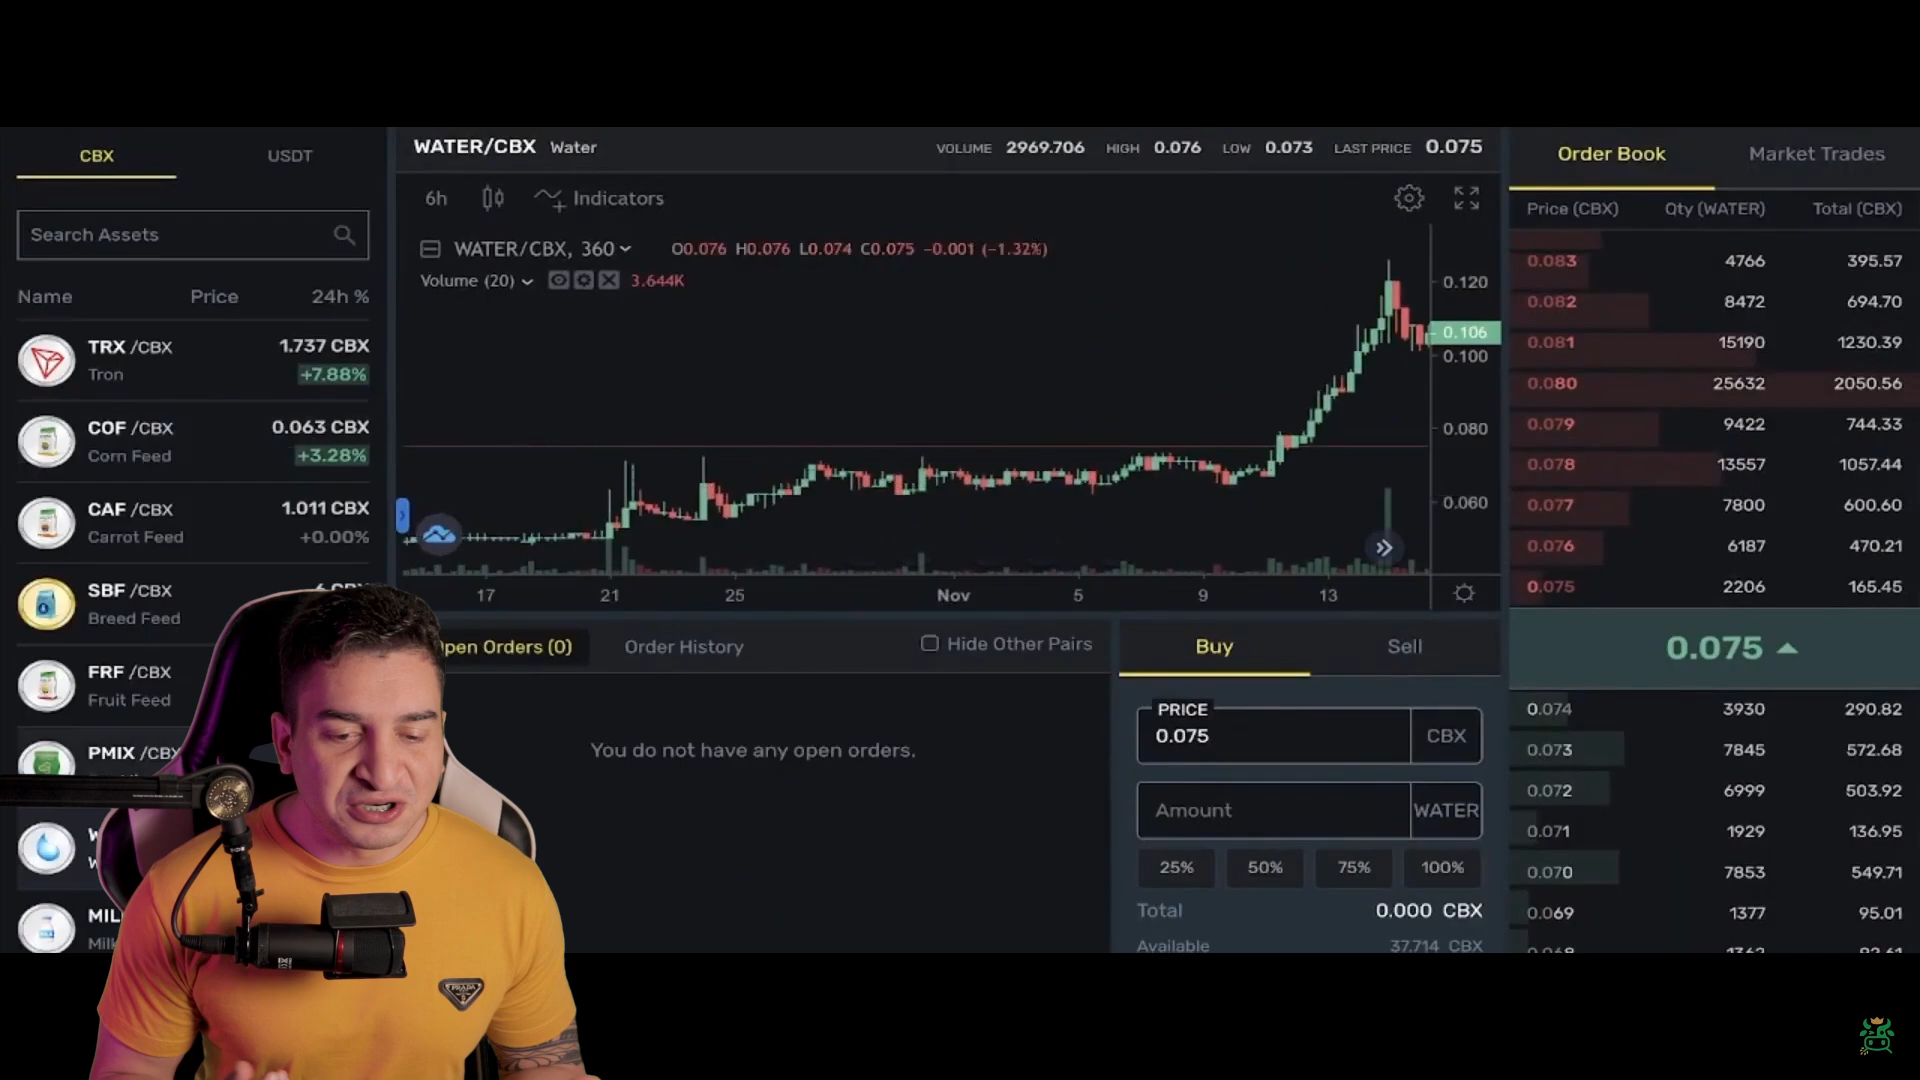 CBX
USDT
Search Assets
Name Price 24h %
TRX /CBX 1.737 CBX
Tron +7.88%
COF /CBX 0.063 CBX
Corn Feed +3.28%
CAF /CBX 1.011 CBX
Carrot Feed +0.00%
SBF /CBX
Breed Feed
FRF /CBX
Fruit Feed
PMIX /CBX
MIL
WATER/CBX Water VOLUME 2969.706 HIGH 0.076 LOW 0.073 LAST PRICE 0.075
6h Indicators
WATER/CBX, 360 O0.076 H0.076 L0.074 C0.075 −0.001 (−1.32%)
Volume (20) 3.644K
0.120
0.106
0.100
0.080
0.060
17 21 25 Nov 5 9 13
Open Orders (0) Order History Hide Other Pairs
You do not have any open orders.
Buy Sell
PRICE
0.075 CBX
Amount WATER
25% 50% 75% 100%
Total 0.000 CBX
Available 37.714 CBX
Order Book Market Trades
Price (CBX) Qty (WATER) Total (CBX)
0.083 4766 395.57
0.082 8472 694.70
0.081 15190 1230.39
0.080 25632 2050.56
0.079 9422 744.33
0.078 13557 1057.44
0.077 7800 600.60
0.076 6187 470.21
0.075 2206 165.45
0.075
0.074 3930 290.82
0.073 7845 572.68
0.072 6999 503.92
0.071 1929 136.95
0.070 7853 549.71
0.069 1377 95.01
PRADA